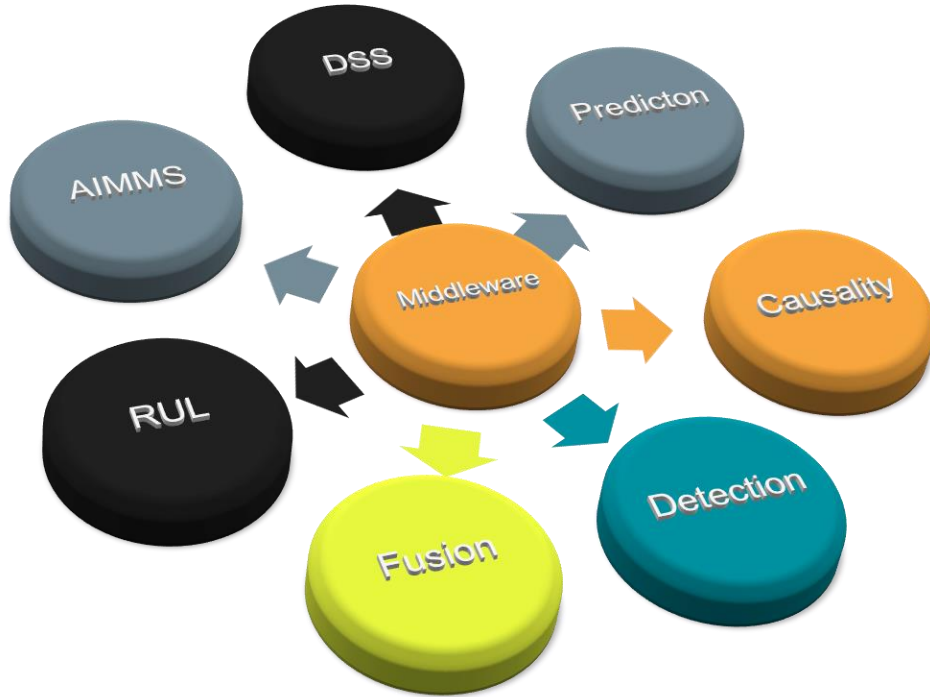 DSS
Predicton
AIMMS
Middleware
Causality
RUL
Detection
Fusion